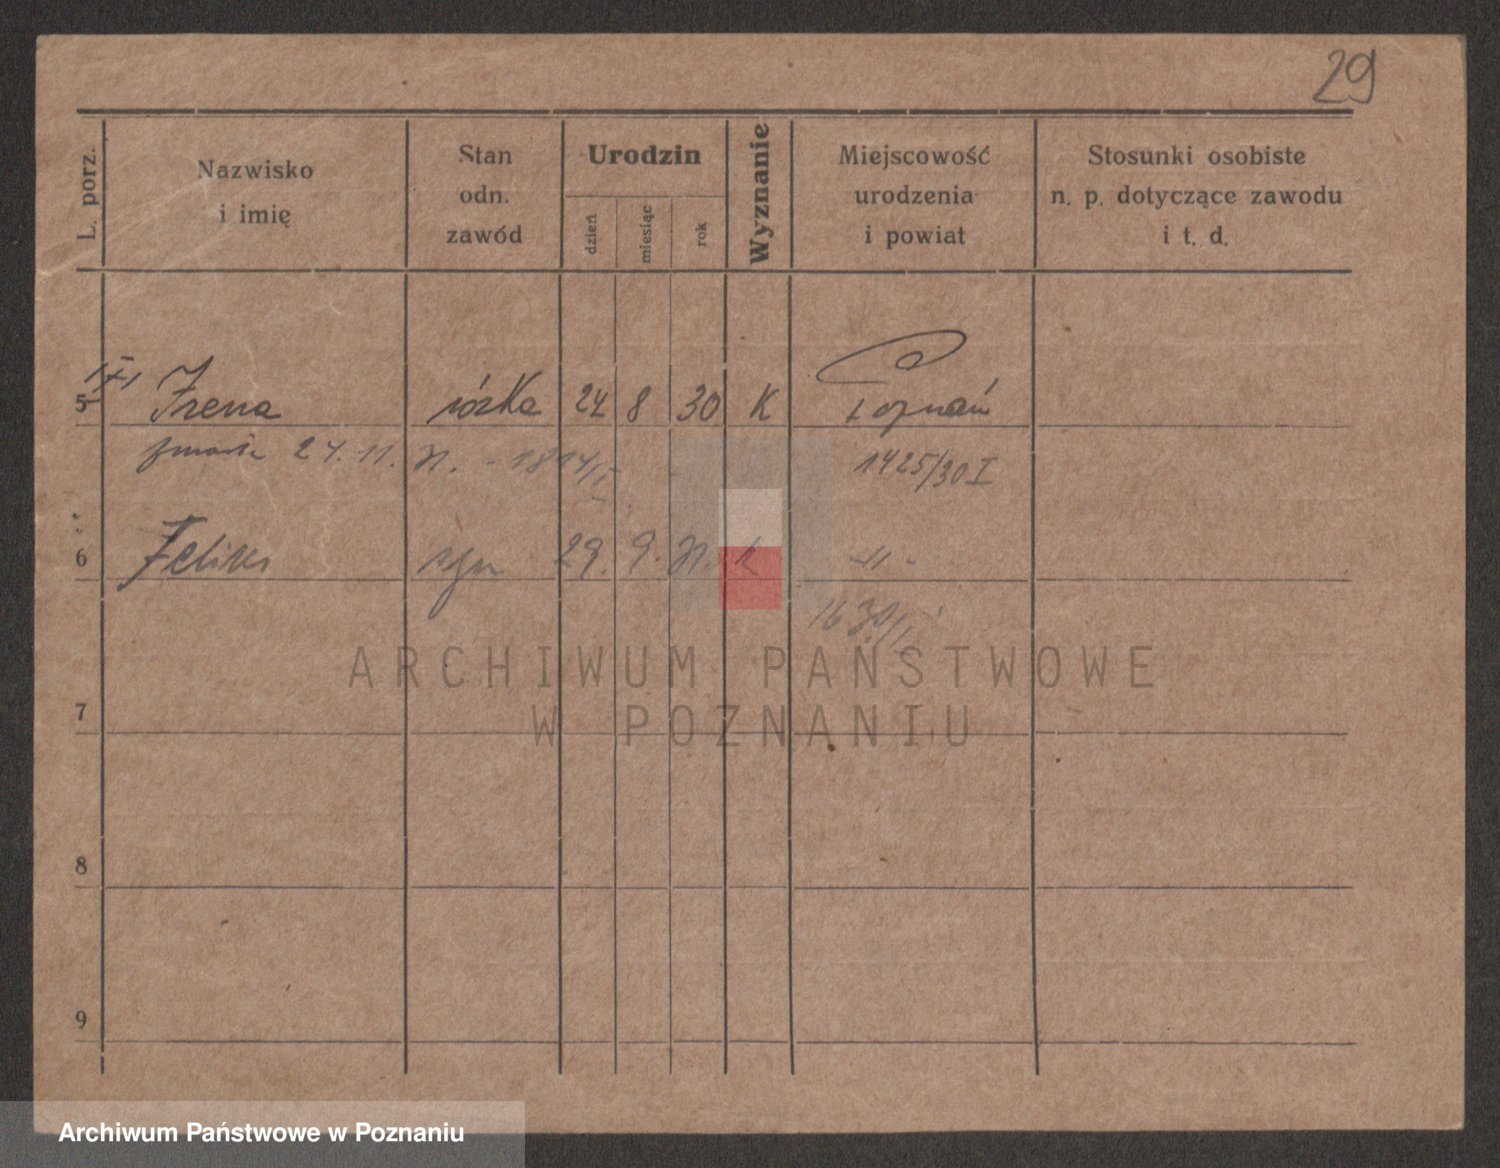 29
L. porz.
Nazwisko
i imię
Stan
odn.
zawód
Urodzin
dzień
miesiąc
rok
Wyznanie
Miejscowość
urodzenia
i powiat
Stosunki osobiste
n. p. dotyczące zawodu
i t. d.
5 Irena córka 24 8 30 K Poznań
24.11. 1425/30 I
6 Feliks syn 29. 9. -11-
ARCHIWUM PAŃSTWOWE
W POZNANIU
7
8
9
Archiwum Państwowe w Poznaniu